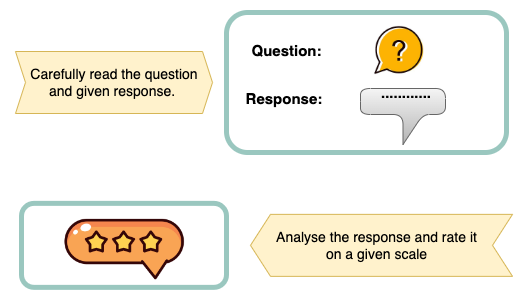 Carefully read the question
and given response.
Question:
?
Response:
Analyse the response and rate it
on a given scale